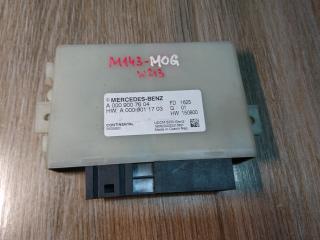 M143-MOG
W213
MERCEDES-BENZ
A 000 900 76 04 FD 1625
Q 01
HW: A 000 901 17 03 HW 150800
CONTINENTAL